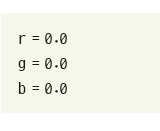 r = 0.0
g = 0.0
b = 0.0